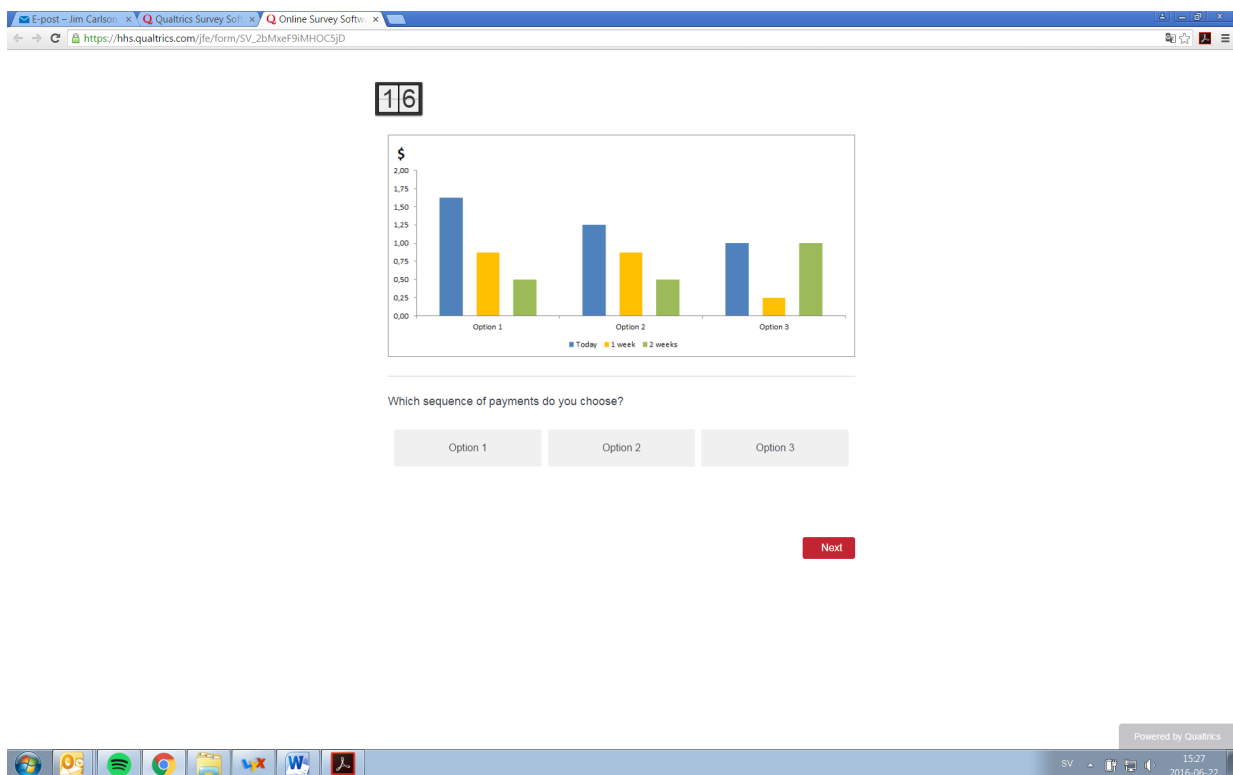 E-post – Jim Carlson
Qualtrics Survey Soft
Online Survey Softw
https://hhs.qualtrics.com/jfe/form/SV_2bMxeF9iMHOC5jD
16
$
2,00
1,75
1,50
1,25
1,00
0,75
0,50
0,25
0,00
Option 1 Option 2 Option 3
Today 1 week 2 weeks
Which sequence of payments do you choose?
Option 1 Option 2 Option 3
Next
Powered by Qualtrics
SV 15:27
2016-06-22